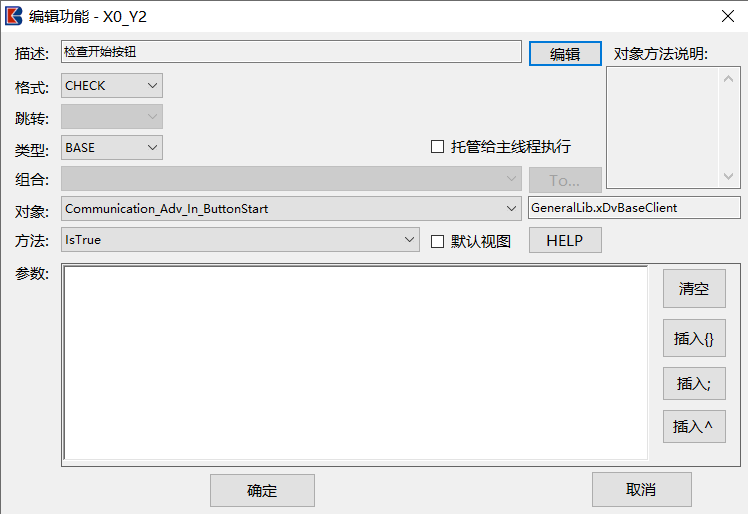 编辑功能 - X0_Y2
描述: 检查开始按钮 编辑 对象方法说明:
格式: CHECK
跳转:
类型: BASE 托管给主线程执行
组合: To...
对象: Communication_Adv_In_ButtonStart GeneralLib.xDvBaseClient
方法: IsTrue 默认视图 HELP
参数:
清空
插入{}
插入;
插入^
确定 取消